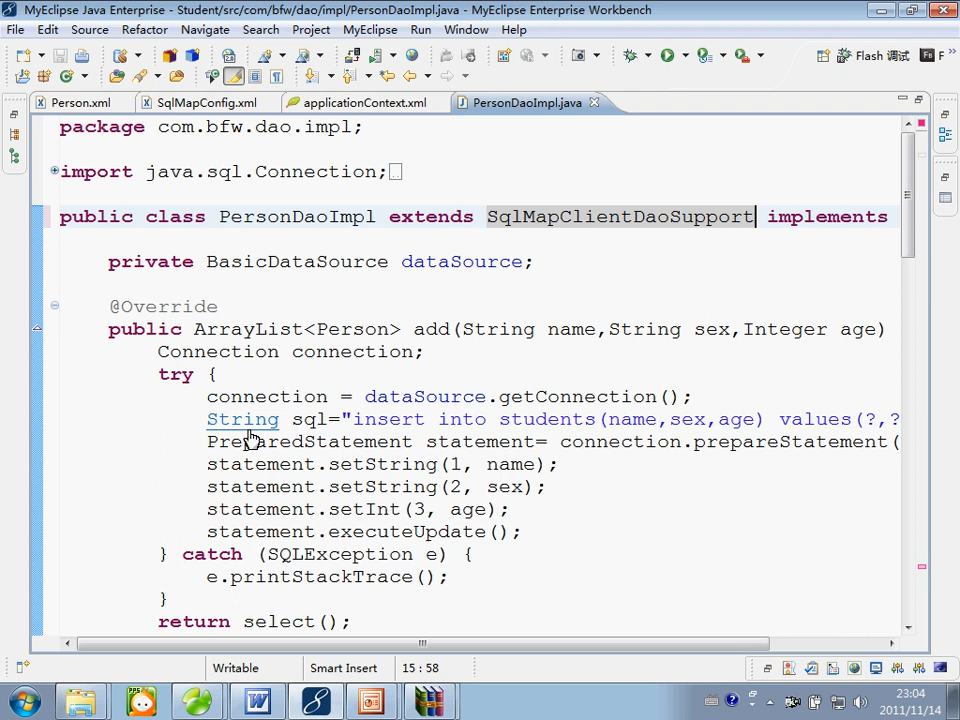 MyEclipse Java Enterprise - Student/src/com/bfw/dao/impl/PersonDaoImpl.java - MyEclipse Enterprise Workbench
File Edit Source Refactor Navigate Search Project MyEclipse Run Window Help
Flash 调试 F
Person.xml SqlMapConfig.xml applicationContext.xml PersonDaoImpl.java
package com.bfw.dao.impl;
import java.sql.Connection;
public class PersonDaoImpl extends SqlMapClientDaoSupport implements
private BasicDataSource dataSource;
@Override
public ArrayList<Person> add(String name,String sex,Integer age)
Connection connection;
try {
connection = dataSource.getConnection();
String sql="insert into students(name,sex,age) values(?,?
PreparedStatement statement= connection.prepareStatement(
statement.setString(1, name);
statement.setString(2, sex);
statement.setInt(3, age);
statement.executeUpdate();
} catch (SQLException e) {
e.printStackTrace();
}
return select();
Writable Smart Insert 15 : 58
23:04
2011/11/14